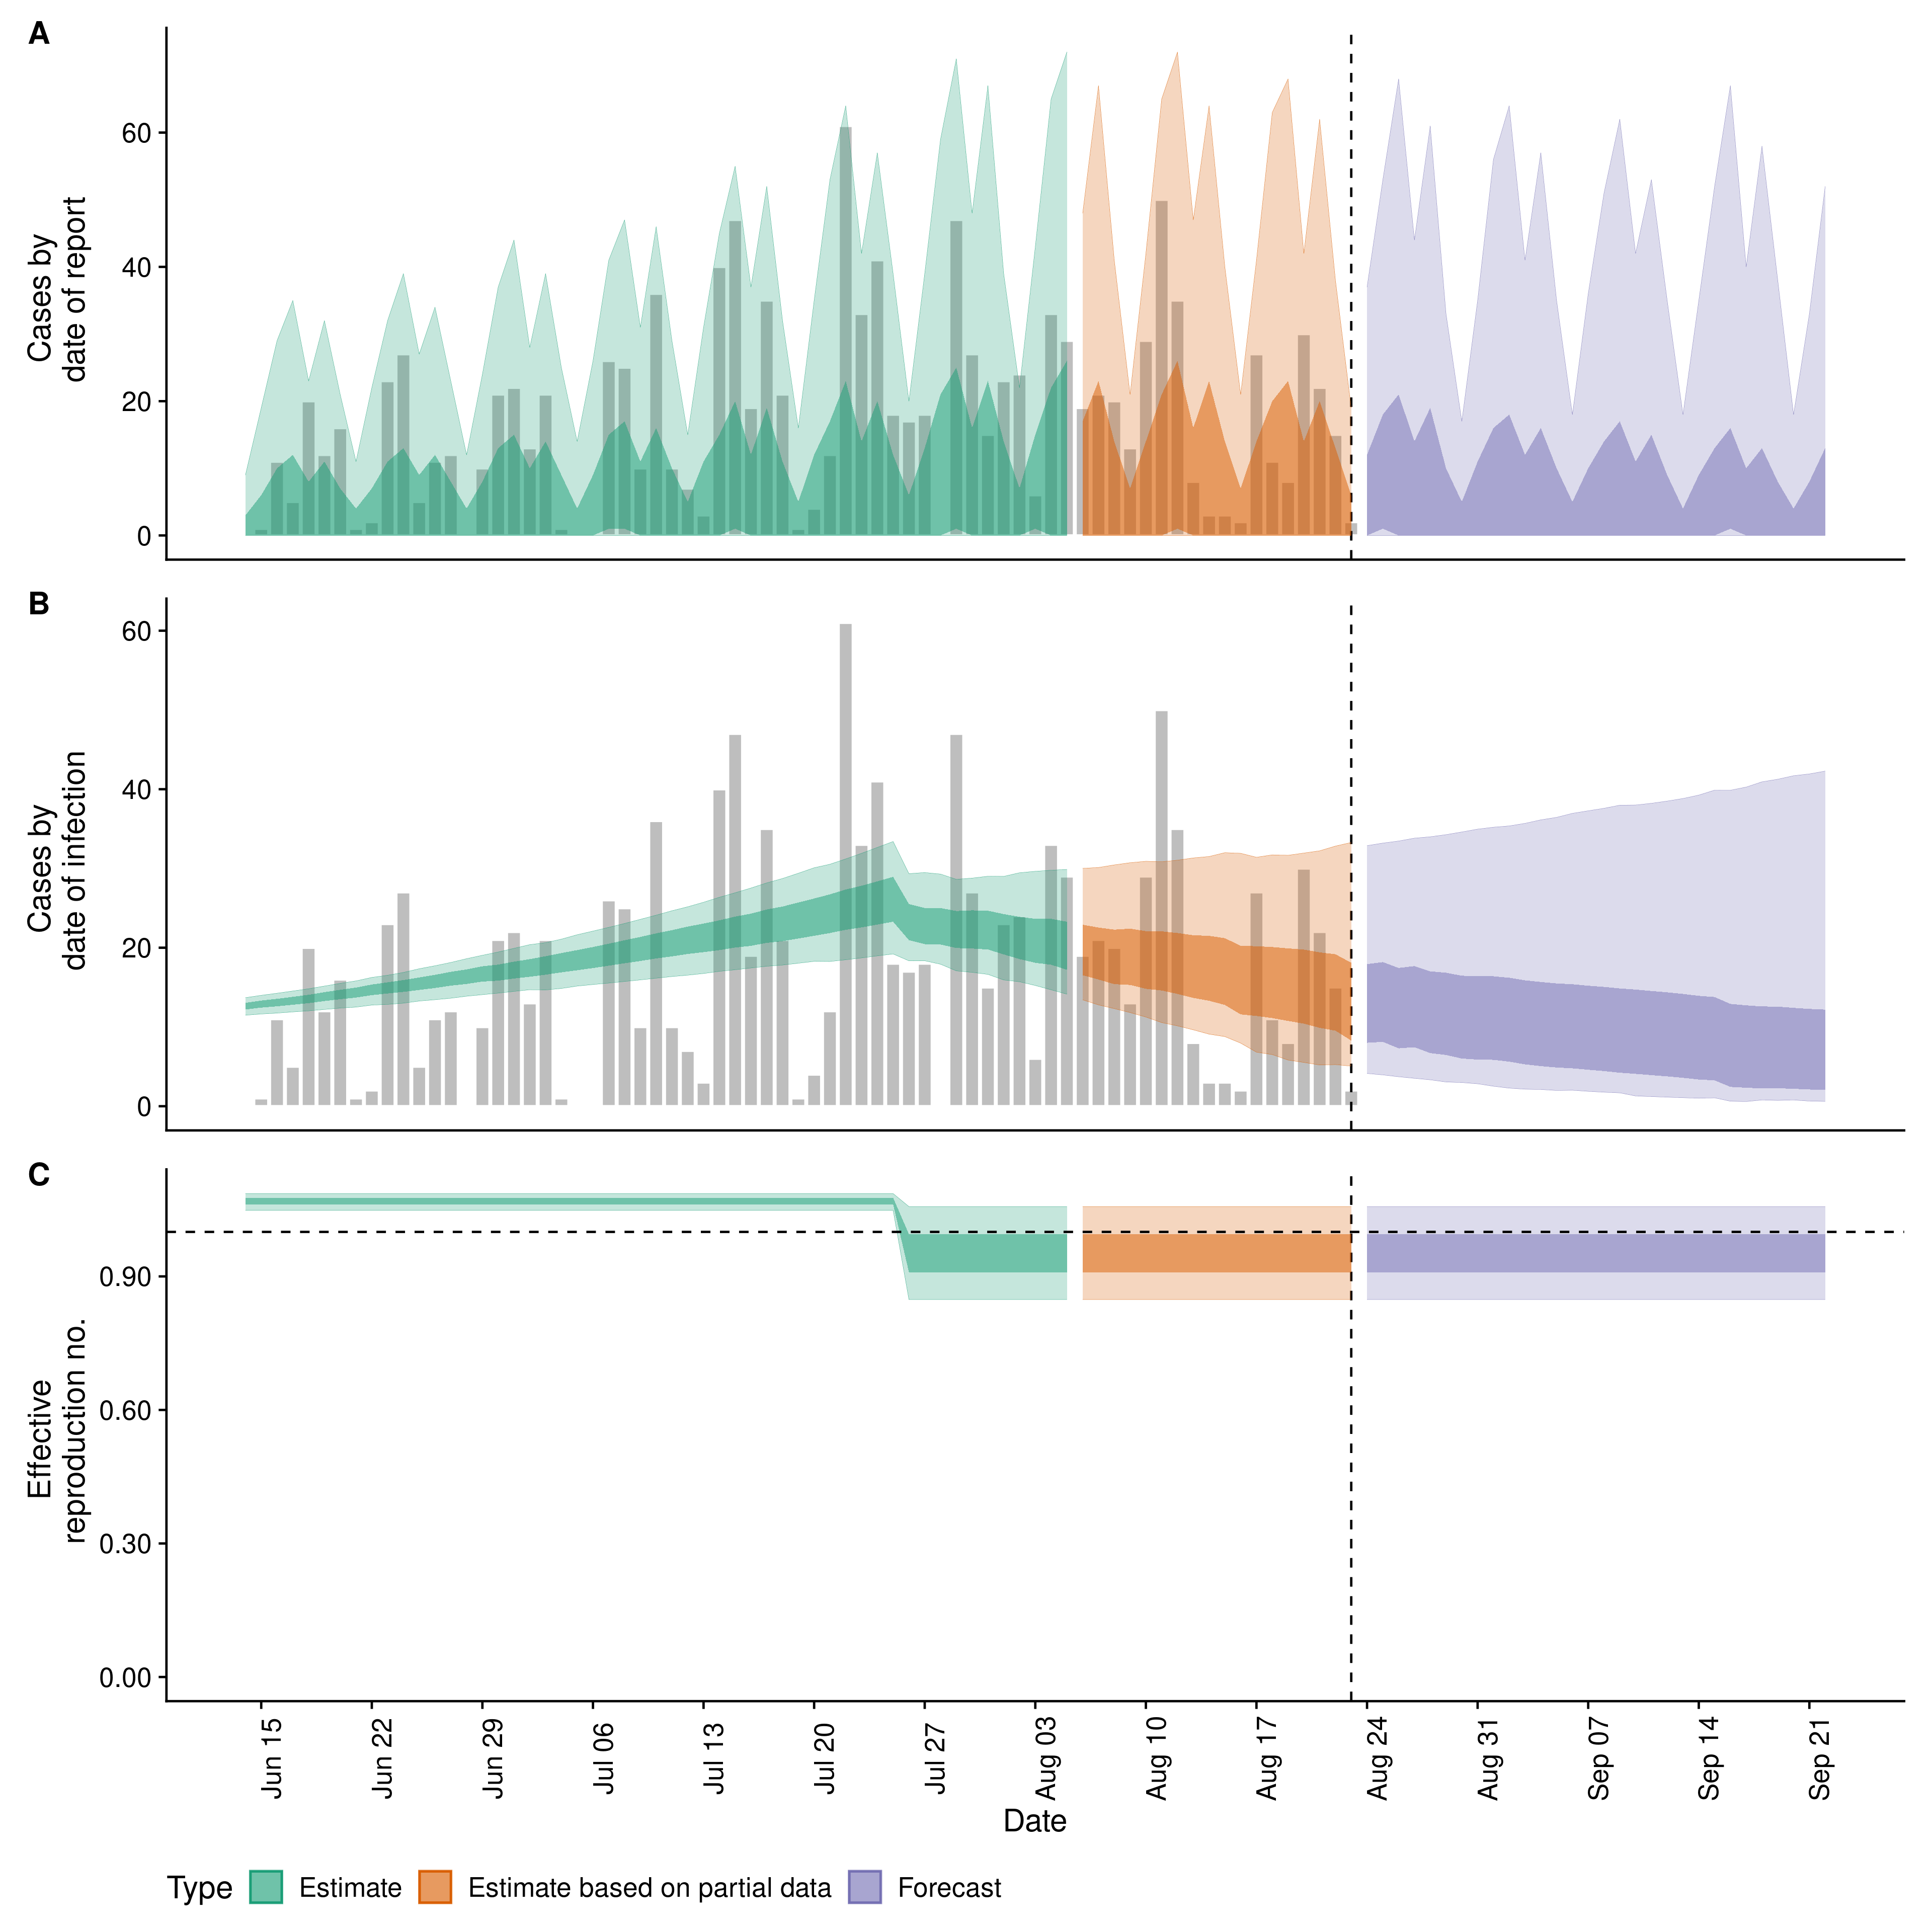 A
Cases by
date of report
60
40
20
0
B
Cases by
date of infection
60
40
20
0
C
Effective
reproduction no.
0.90
0.60
0.30
0.00
Jun 15
Jun 22
Jun 29
Jul 06
Jul 13
Jul 20
Jul 27
Aug 03
Aug 10
Aug 17
Aug 24
Aug 31
Sep 07
Sep 14
Sep 21
Date
Type Estimate Estimate based on partial data Forecast